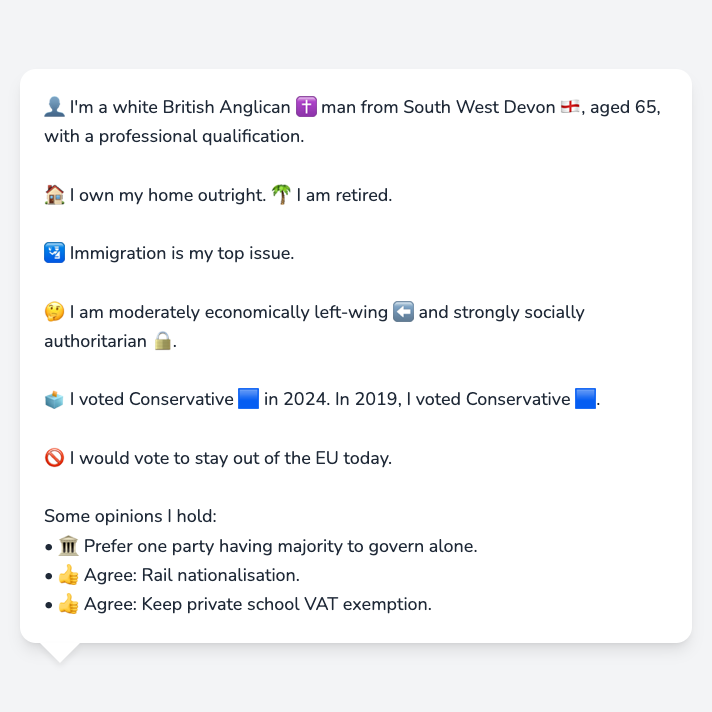 👤 I'm a white British Anglican ✝️ man from South West Devon 🏴󠁧󠁢󠁥󠁮󠁧󠁿, aged 65,
with a professional qualification.
🏠 I own my home outright. 🌴 I am retired.
🛂 Immigration is my top issue.
🤔 I am moderately economically left-wing ⬅️ and strongly socially
authoritarian 🔒.
🗳️ I voted Conservative 🟦 in 2024. In 2019, I voted Conservative 🟦.
🚫 I would vote to stay out of the EU today.
Some opinions I hold:
• 🏛️ Prefer one party having majority to govern alone.
• 👍 Agree: Rail nationalisation.
• 👍 Agree: Keep private school VAT exemption.